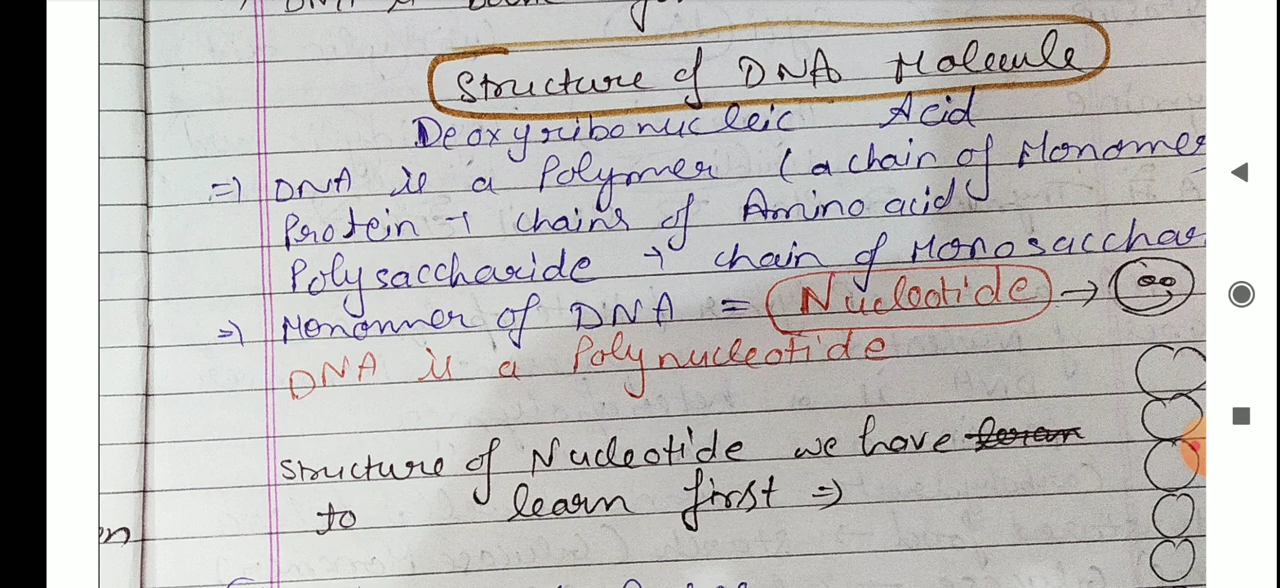 Structure of DNA Molecule
Deoxyribonucleic Acid
=) DNA is a Polymer (a chain of Monomer
Protein → chains of Amino acid
Polysaccharide → chain of Monosacchar
=) Monomer of DNA = Nucleotide →
DNA is a Polynucleotide
Structure of Nucleotide we have learn
to learn first =)